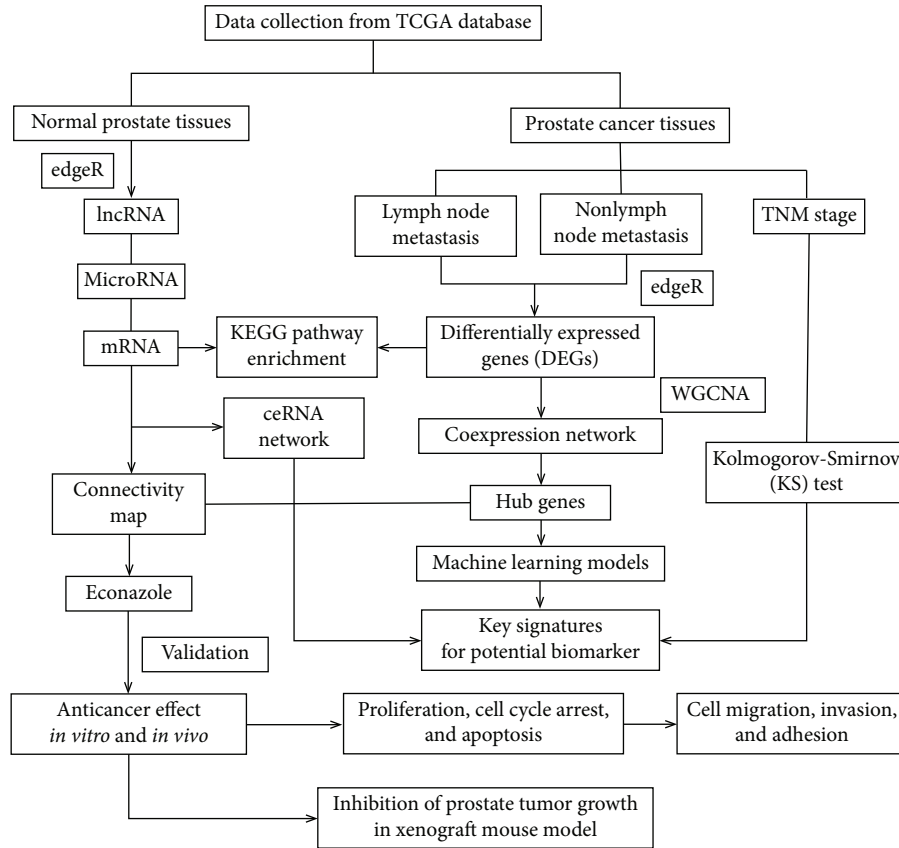 Data collection from TCGA database
Normal prostate tissues
Prostate cancer tissues
edgeR
lncRNA
Lymph node
metastasis
Nonlymph
node metastasis
TNM stage
MicroRNA
edgeR
mRNA
KEGG pathway
enrichment
Differentially expressed
genes (DEGs)
WGCNA
ceRNA
network
Coexpression network
Kolmogorov-Smirnov
(KS) test
Connectivity
map
Hub genes
Machine learning models
Econazole
Key signatures
for potential biomarker
Validation
Anticancer effect
in vitro and in vivo
Proliferation, cell cycle arrest,
and apoptosis
Cell migration, invasion,
and adhesion
Inhibition of prostate tumor growth
in xenograft mouse model